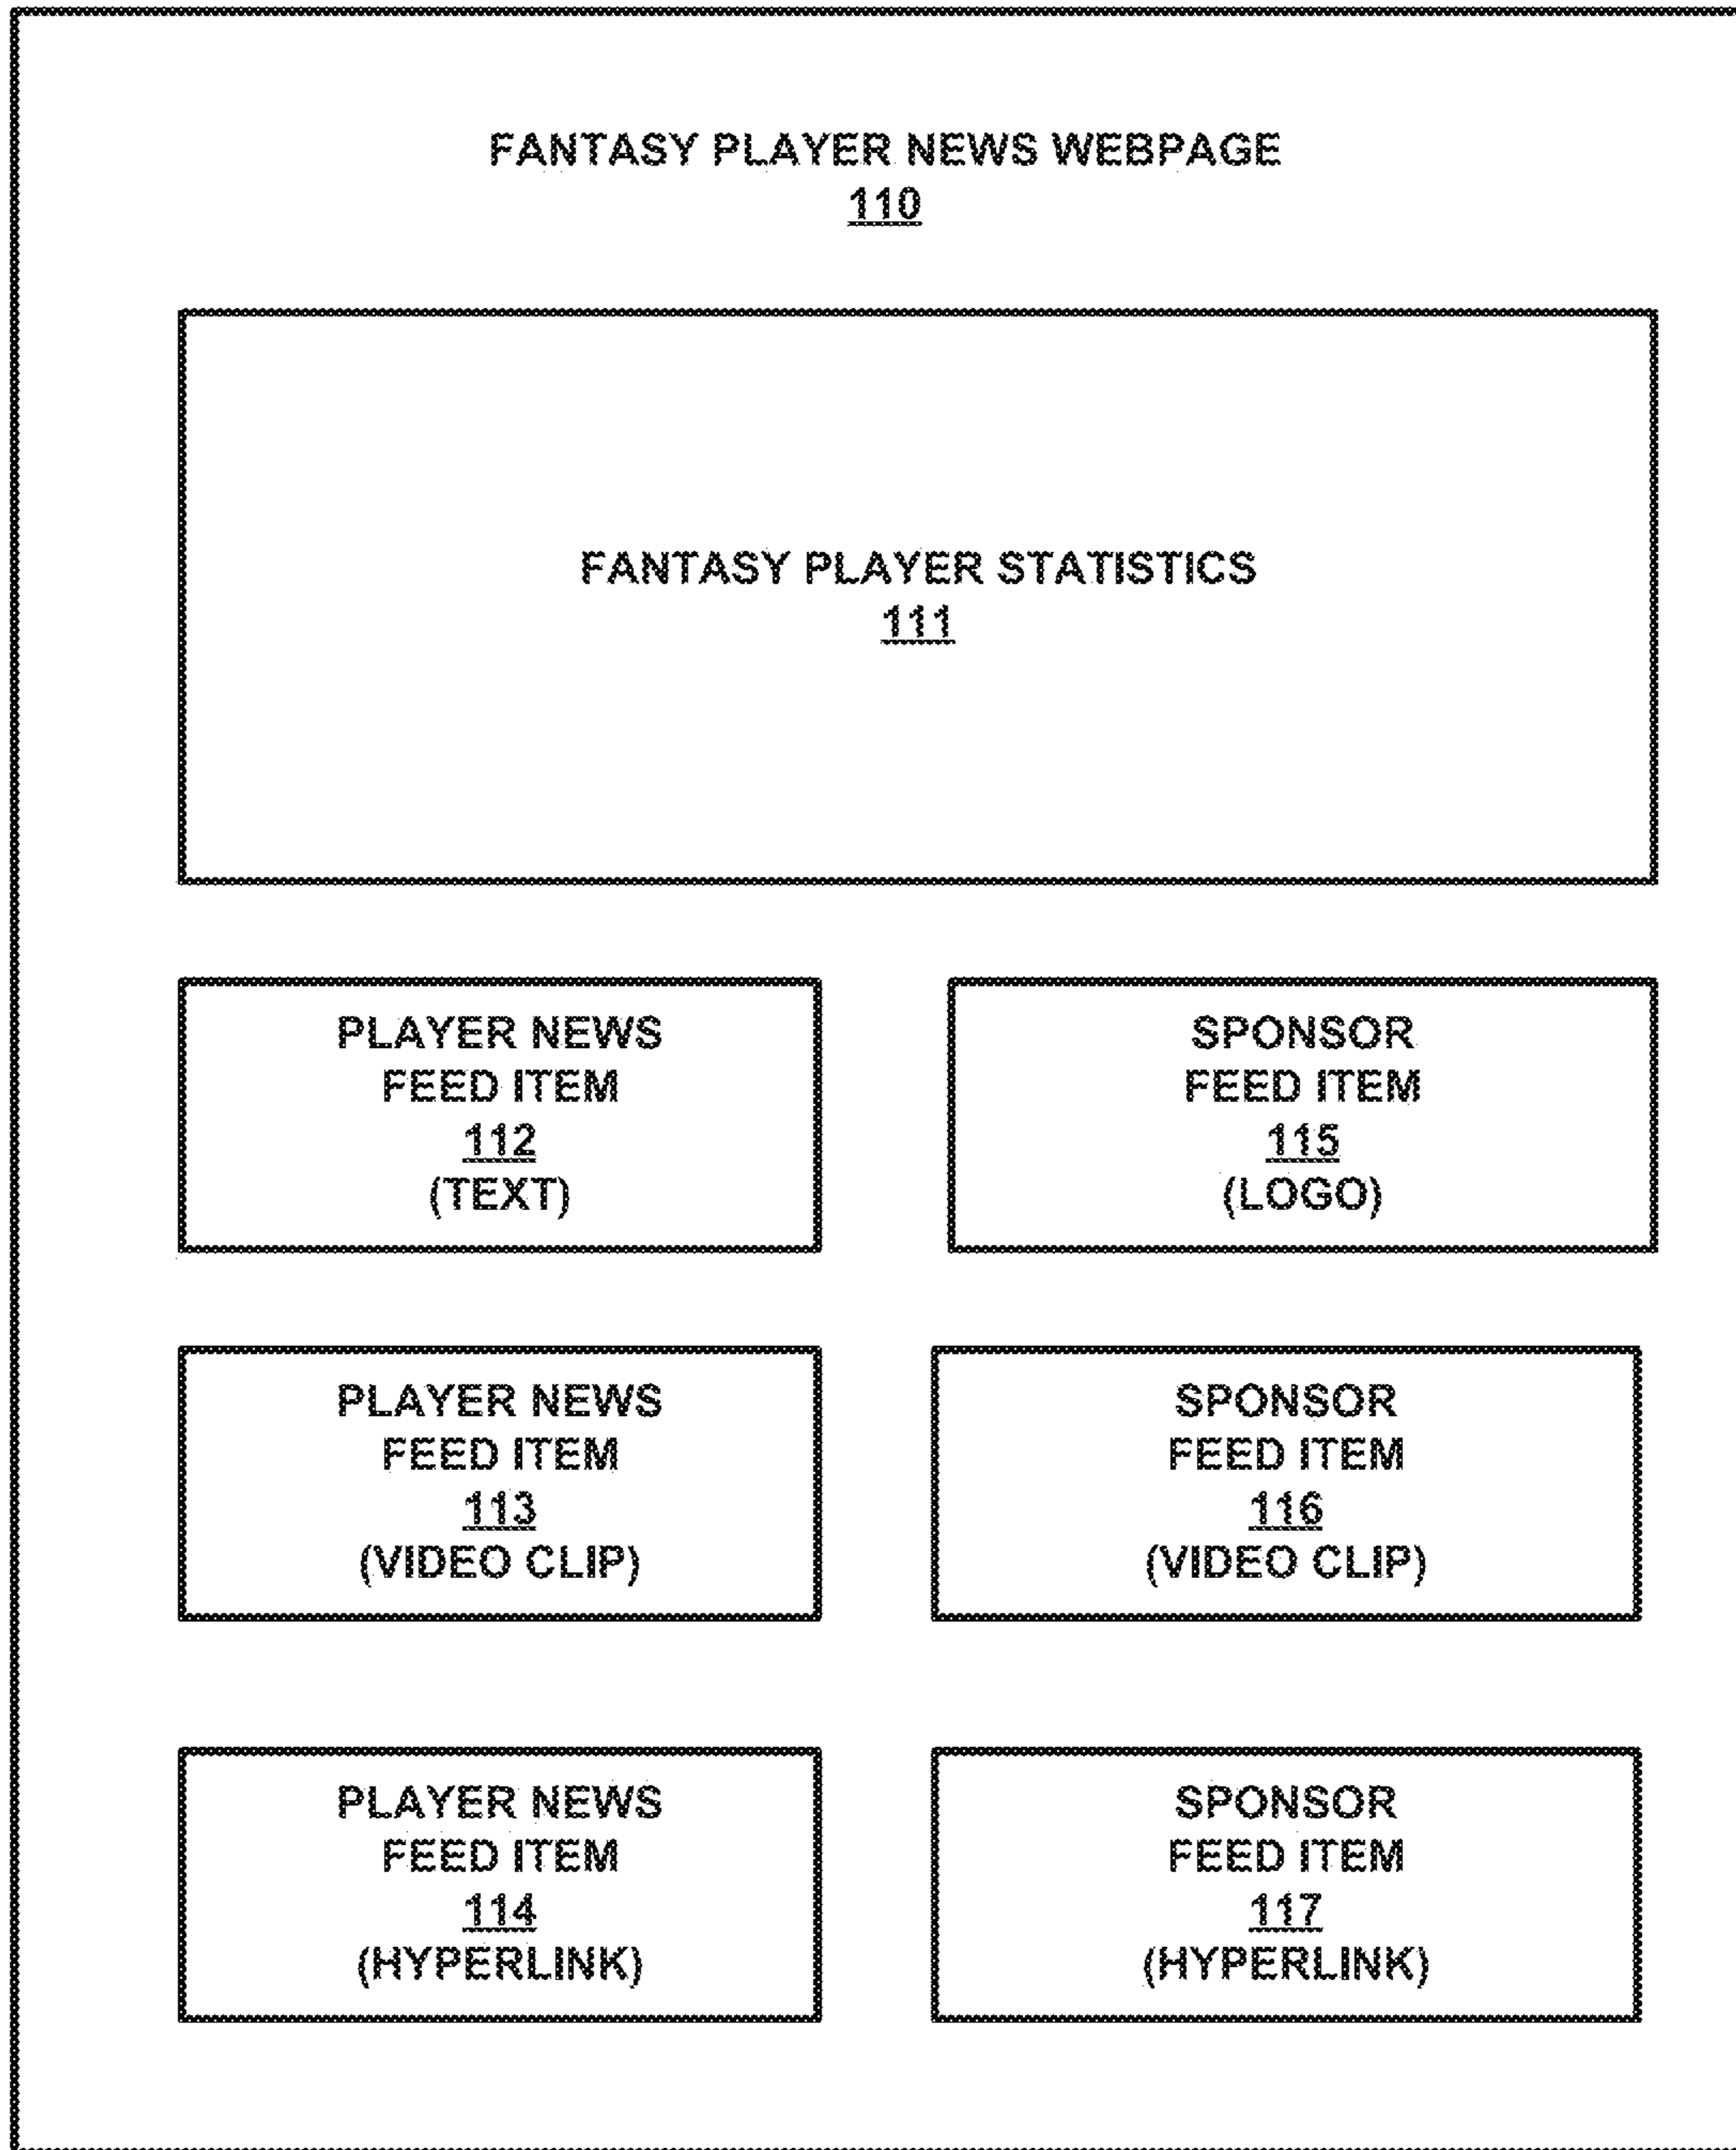 FANTASY PLAYER NEWS WEBPAGE
110
FANTASY PLAYER STATISTICS
111
PLAYER NEWS
FEED ITEM
112
(TEXT)
SPONSOR
FEED ITEM
115
(LOGO)
PLAYER NEWS
FEED ITEM
113
(VIDEO CLIP)
SPONSOR
FEED ITEM
116
(VIDEO CLIP)
PLAYER NEWS
FEED ITEM
114
(HYPERLINK)
SPONSOR
FEED ITEM
117
(HYPERLINK)